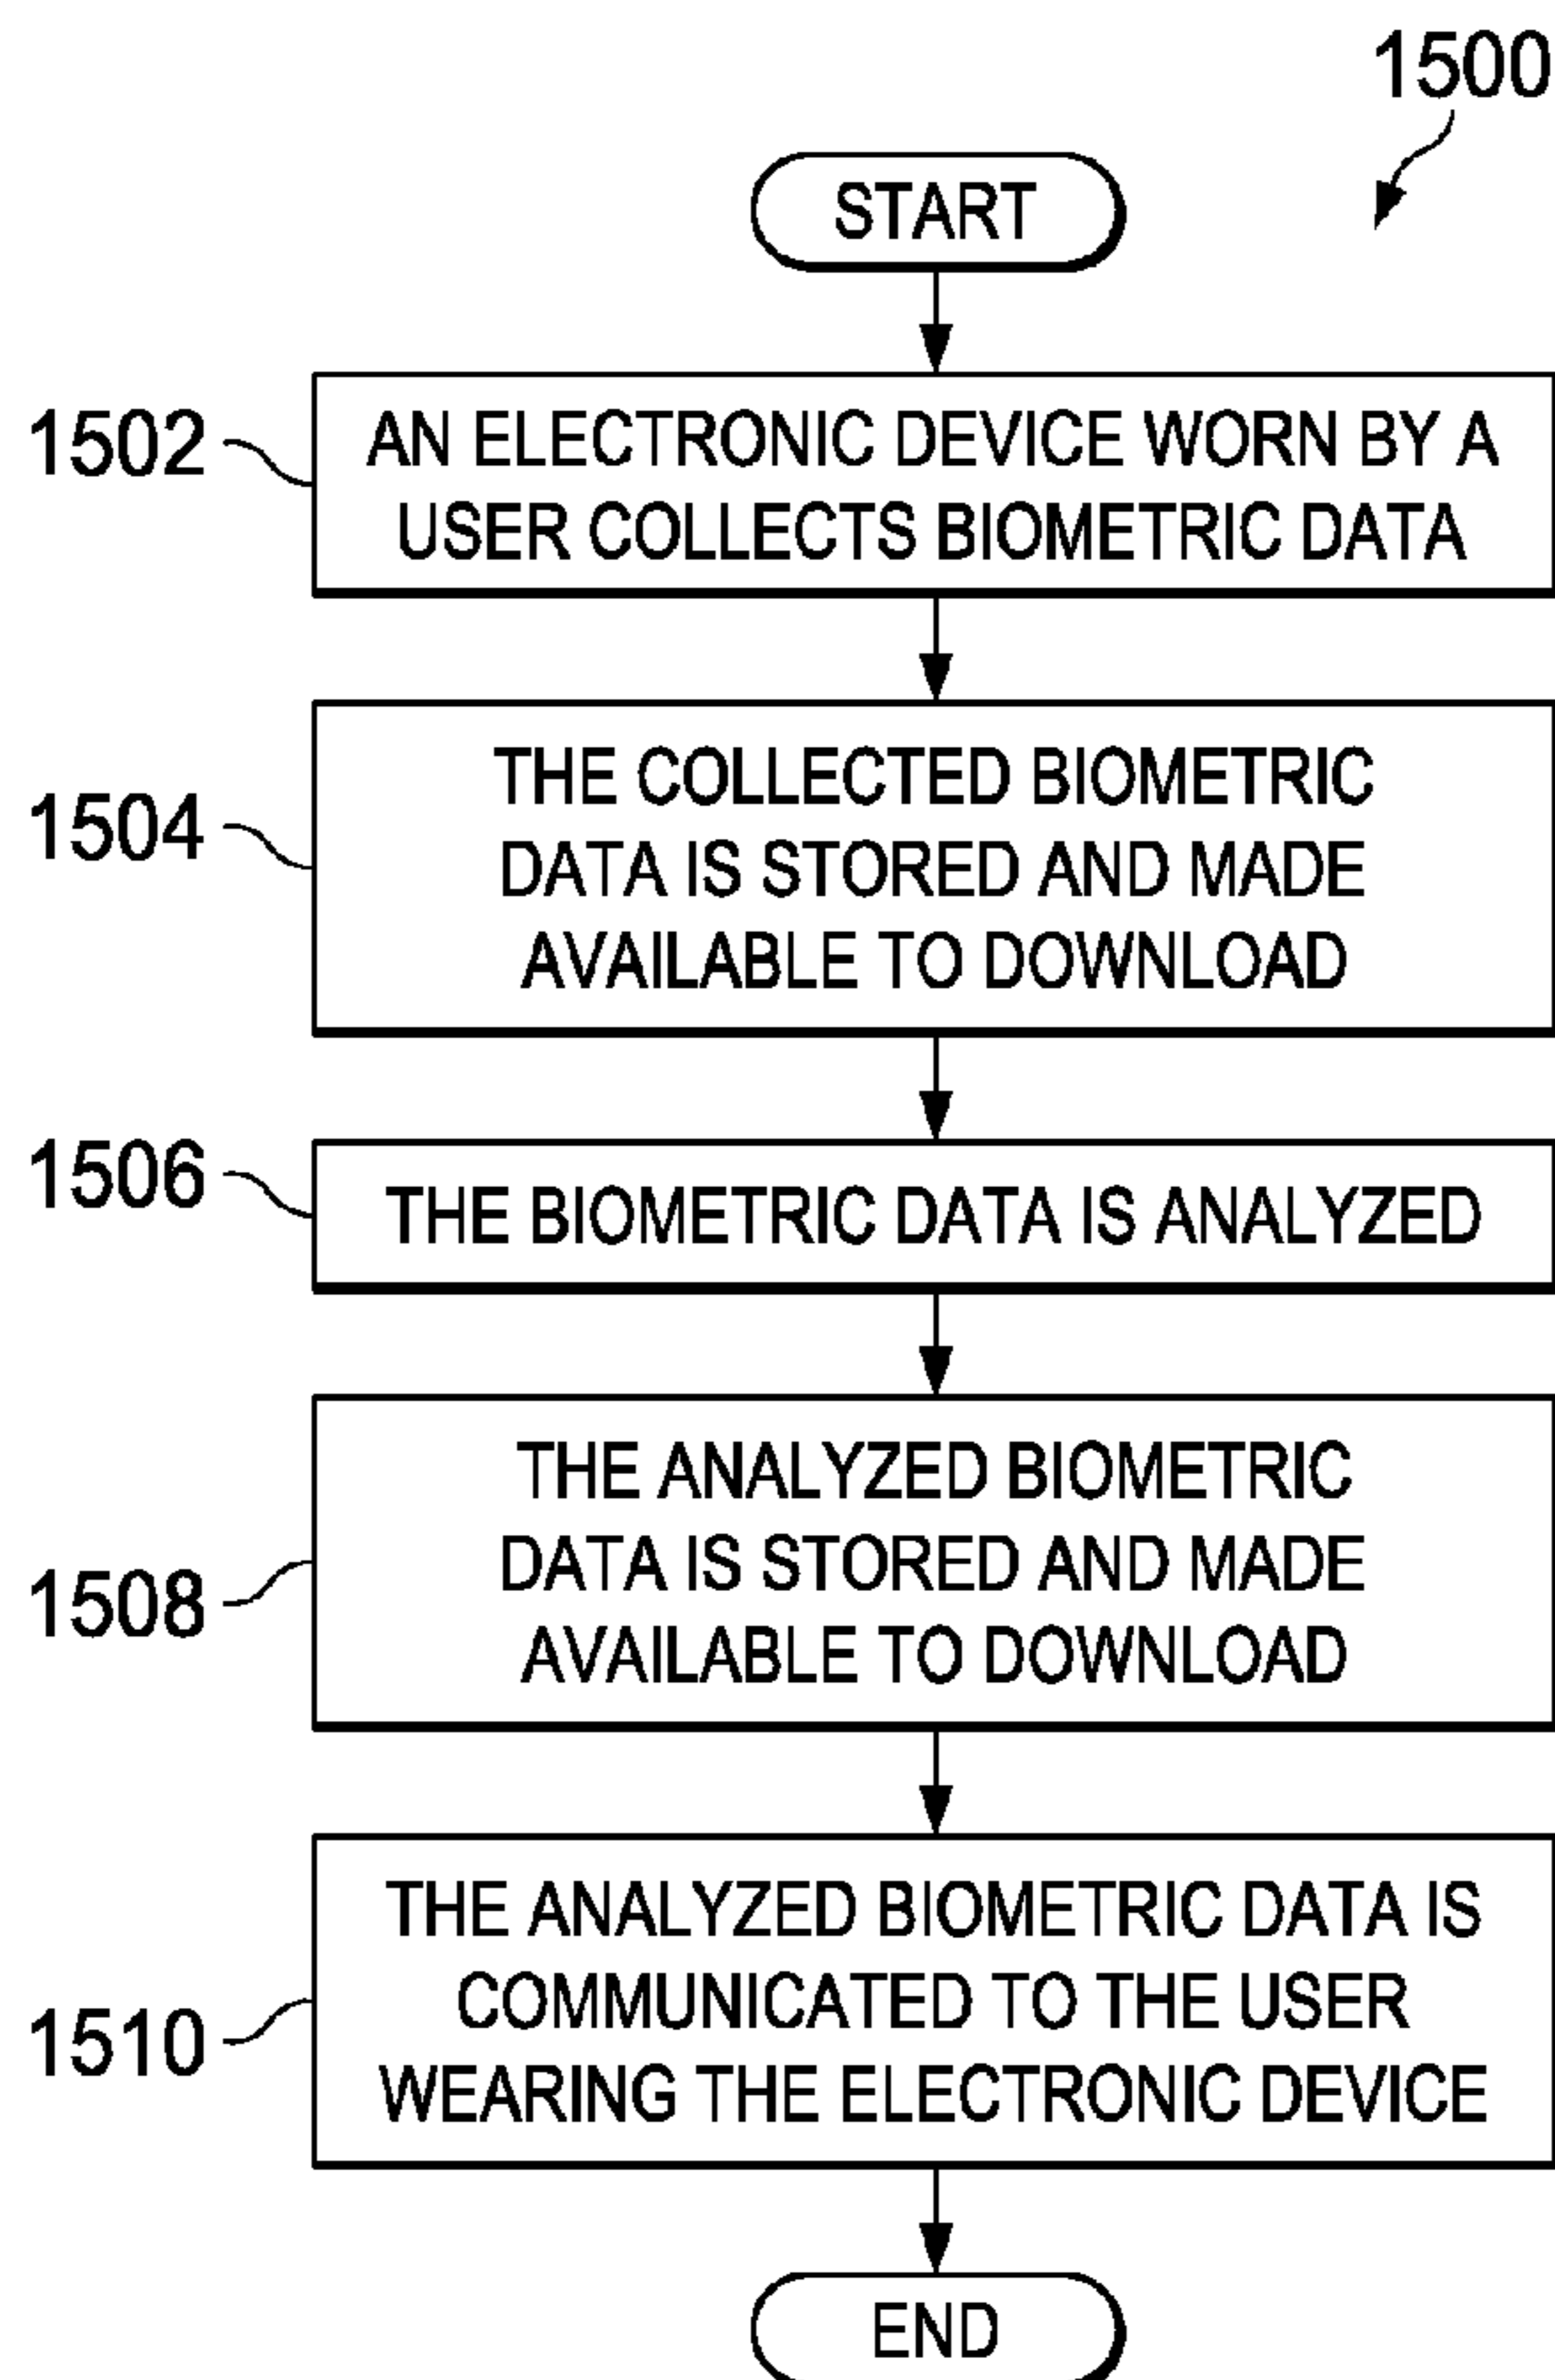 1500
START
1502
AN ELECTRONIC DEVICE WORN BY A
USER COLLECTS BIOMETRIC DATA
1504
THE COLLECTED BIOMETRIC
DATA IS STORED AND MADE
AVAILABLE TO DOWNLOAD
1506
THE BIOMETRIC DATA IS ANALYZED
1508
THE ANALYZED BIOMETRIC
DATA IS STORED AND MADE
AVAILABLE TO DOWNLOAD
1510
THE ANALYZED BIOMETRIC DATA IS
COMMUNICATED TO THE USER
WEARING THE ELECTRONIC DEVICE
END